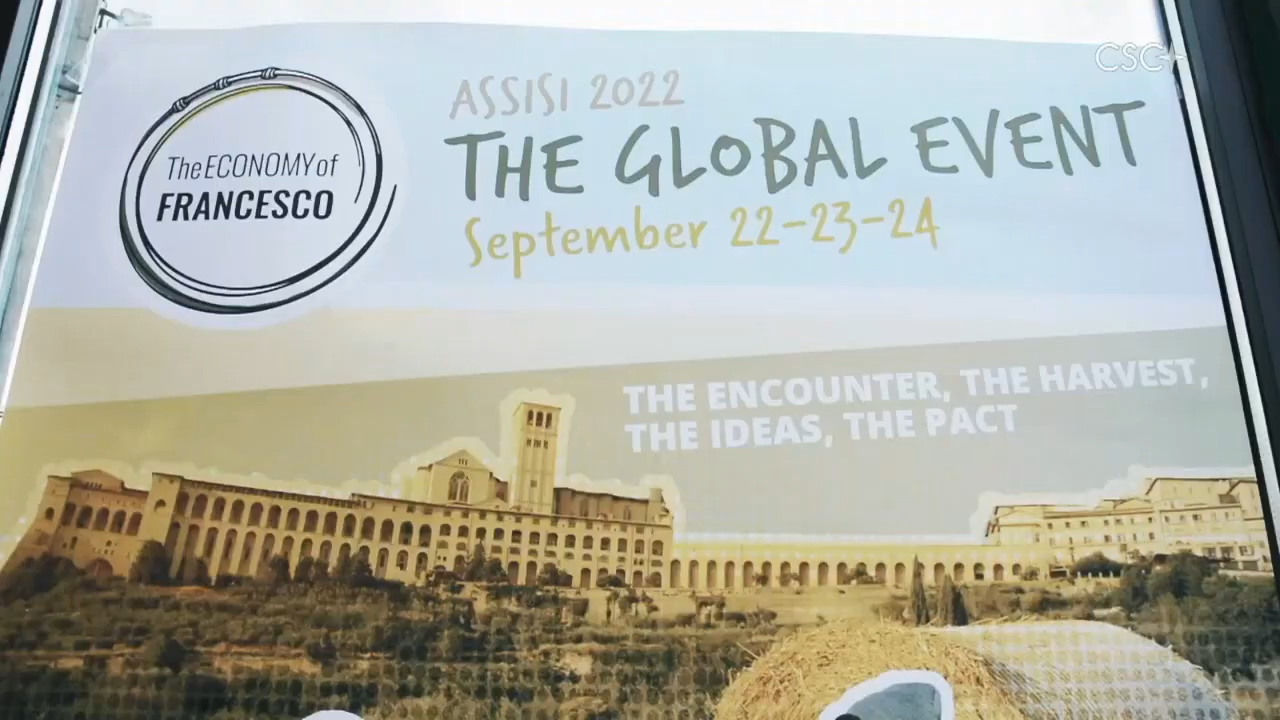 CSC+
The ECONOMY of
FRANCESCO
ASSISI 2022
THE GLOBAL EVENT
September 22-23-24
THE ENCOUNTER, THE HARVEST,
THE IDEAS, THE PACT